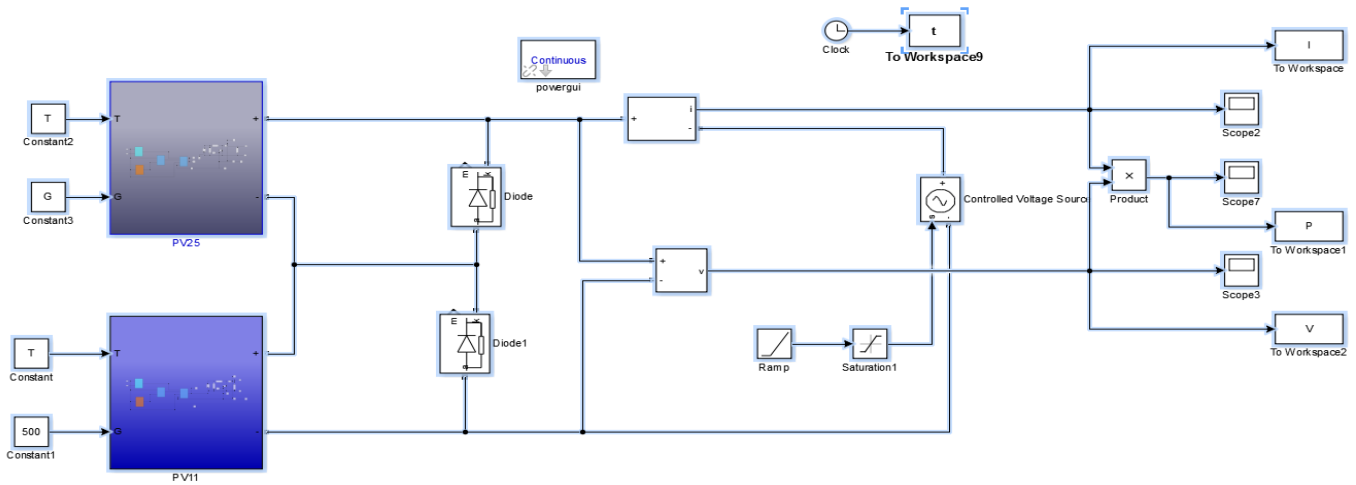 Clock
t
To Workspace9
Continuous
powergui
I
To Workspace
T
Constant2
T
+
+
i
-
Scope2
G
Constant3
G
-
PV25
m
k
a
Diode
+
s
-
Controlled Voltage Sourc
×
Product
Scope7
P
To Workspace1
+
-
v
Scope3
T
Constant
T
+
m
k
a
Diode1
Ramp
Saturation1
V
To Workspace2
500
Constant1
G
-
PV11